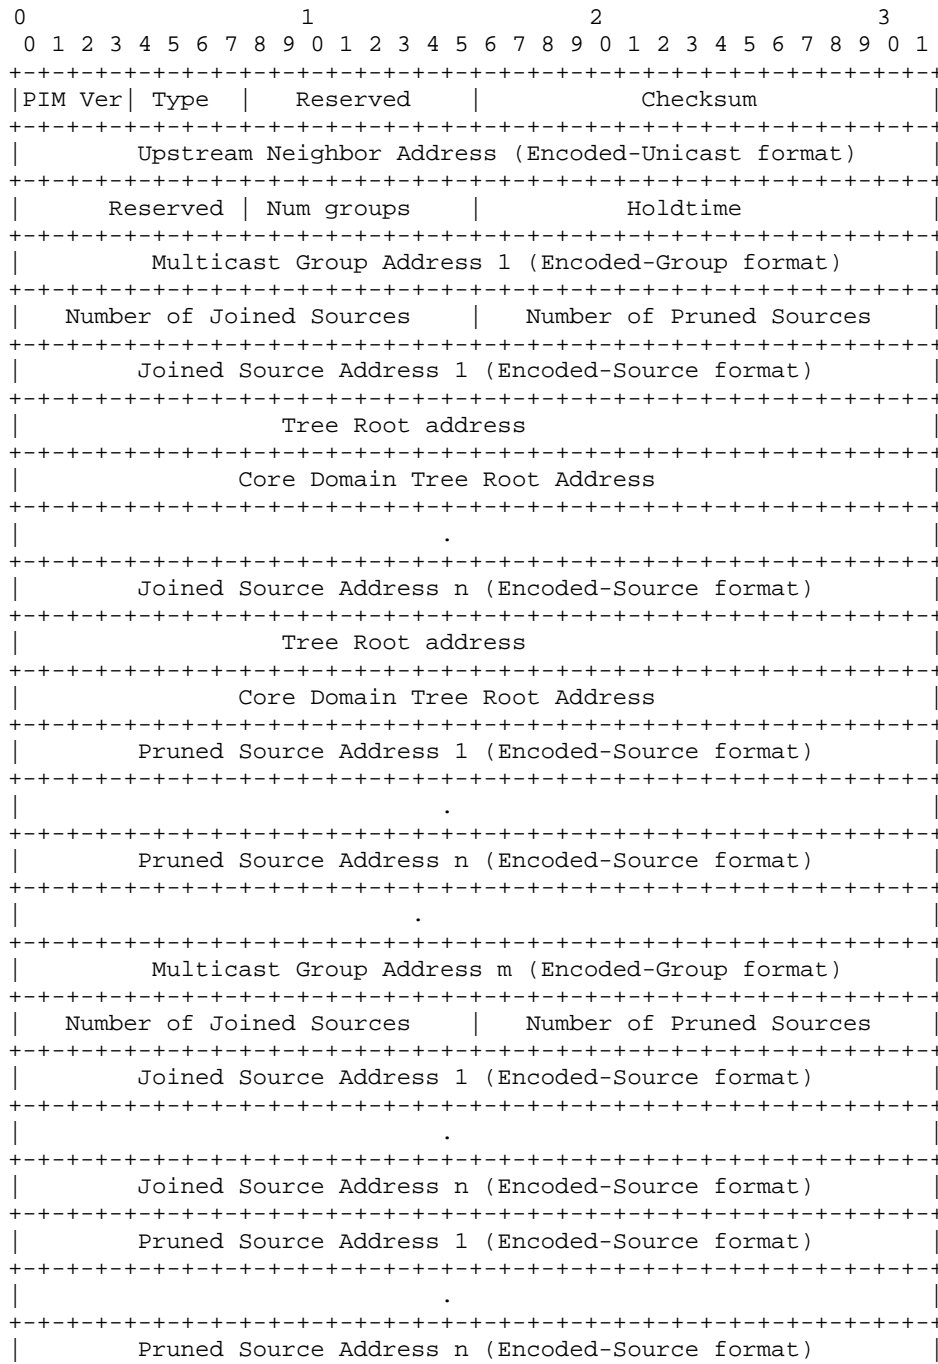 0                   1                   2                   3
 0 1 2 3 4 5 6 7 8 9 0 1 2 3 4 5 6 7 8 9 0 1 2 3 4 5 6 7 8 9 0 1
+-+-+-+-+-+-+-+-+-+-+-+-+-+-+-+-+-+-+-+-+-+-+-+-+-+-+-+-+-+-+-+-+
|PIM Ver| Type  |   Reserved    |           Checksum            |
+-+-+-+-+-+-+-+-+-+-+-+-+-+-+-+-+-+-+-+-+-+-+-+-+-+-+-+-+-+-+-+-+
|        Upstream Neighbor Address (Encoded-Unicast format)     |
+-+-+-+-+-+-+-+-+-+-+-+-+-+-+-+-+-+-+-+-+-+-+-+-+-+-+-+-+-+-+-+-+
|      Reserved | Num groups    |          Holdtime             |
+-+-+-+-+-+-+-+-+-+-+-+-+-+-+-+-+-+-+-+-+-+-+-+-+-+-+-+-+-+-+-+-+
|         Multicast Group Address 1 (Encoded-Group format)      |
+-+-+-+-+-+-+-+-+-+-+-+-+-+-+-+-+-+-+-+-+-+-+-+-+-+-+-+-+-+-+-+-+
|   Number of Joined Sources    |   Number of Pruned Sources    |
+-+-+-+-+-+-+-+-+-+-+-+-+-+-+-+-+-+-+-+-+-+-+-+-+-+-+-+-+-+-+-+-+
|        Joined Source Address 1 (Encoded-Source format)        |
+-+-+-+-+-+-+-+-+-+-+-+-+-+-+-+-+-+-+-+-+-+-+-+-+-+-+-+-+-+-+-+-+
|                  Tree Root address                            |
+-+-+-+-+-+-+-+-+-+-+-+-+-+-+-+-+-+-+-+-+-+-+-+-+-+-+-+-+-+-+-+-+
|               Core Domain Tree Root Address                   |
+-+-+-+-+-+-+-+-+-+-+-+-+-+-+-+-+-+-+-+-+-+-+-+-+-+-+-+-+-+-+-+-+
|                             .                                 |
+-+-+-+-+-+-+-+-+-+-+-+-+-+-+-+-+-+-+-+-+-+-+-+-+-+-+-+-+-+-+-+-+
|        Joined Source Address n (Encoded-Source format)        |
+-+-+-+-+-+-+-+-+-+-+-+-+-+-+-+-+-+-+-+-+-+-+-+-+-+-+-+-+-+-+-+-+
|                  Tree Root address                            |
+-+-+-+-+-+-+-+-+-+-+-+-+-+-+-+-+-+-+-+-+-+-+-+-+-+-+-+-+-+-+-+-+
|               Core Domain Tree Root Address                   |
+-+-+-+-+-+-+-+-+-+-+-+-+-+-+-+-+-+-+-+-+-+-+-+-+-+-+-+-+-+-+-+-+
|        Pruned Source Address 1 (Encoded-Source format)        |
+-+-+-+-+-+-+-+-+-+-+-+-+-+-+-+-+-+-+-+-+-+-+-+-+-+-+-+-+-+-+-+-+
|                             .                                 |
+-+-+-+-+-+-+-+-+-+-+-+-+-+-+-+-+-+-+-+-+-+-+-+-+-+-+-+-+-+-+-+-+
|        Pruned Source Address n (Encoded-Source format)        |
+-+-+-+-+-+-+-+-+-+-+-+-+-+-+-+-+-+-+-+-+-+-+-+-+-+-+-+-+-+-+-+-+
|                           .                                   |
+-+-+-+-+-+-+-+-+-+-+-+-+-+-+-+-+-+-+-+-+-+-+-+-+-+-+-+-+-+-+-+-+
|         Multicast Group Address m (Encoded-Group format)      |
+-+-+-+-+-+-+-+-+-+-+-+-+-+-+-+-+-+-+-+-+-+-+-+-+-+-+-+-+-+-+-+-+
|   Number of Joined Sources    |   Number of Pruned Sources    |
+-+-+-+-+-+-+-+-+-+-+-+-+-+-+-+-+-+-+-+-+-+-+-+-+-+-+-+-+-+-+-+-+
|        Joined Source Address 1 (Encoded-Source format)        |
+-+-+-+-+-+-+-+-+-+-+-+-+-+-+-+-+-+-+-+-+-+-+-+-+-+-+-+-+-+-+-+-+
|                             .                                 |
+-+-+-+-+-+-+-+-+-+-+-+-+-+-+-+-+-+-+-+-+-+-+-+-+-+-+-+-+-+-+-+-+
|        Joined Source Address n (Encoded-Source format)        |
+-+-+-+-+-+-+-+-+-+-+-+-+-+-+-+-+-+-+-+-+-+-+-+-+-+-+-+-+-+-+-+-+
|        Pruned Source Address 1 (Encoded-Source format)        |
+-+-+-+-+-+-+-+-+-+-+-+-+-+-+-+-+-+-+-+-+-+-+-+-+-+-+-+-+-+-+-+-+
|                             .                                 |
+-+-+-+-+-+-+-+-+-+-+-+-+-+-+-+-+-+-+-+-+-+-+-+-+-+-+-+-+-+-+-+-+
|        Pruned Source Address n (Encoded-Source format)        |